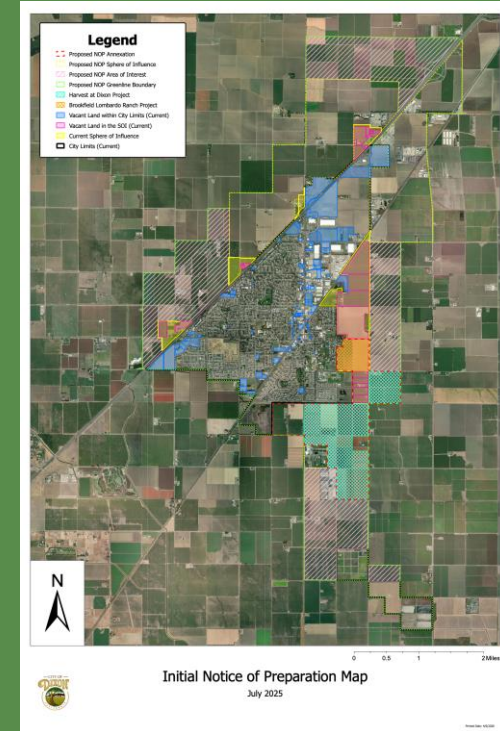 Legend
Proposed NOP Annexation
Proposed NOP Sphere of Influence
Proposed NOP Area of Interest
Proposed NOP Greenline Boundary
Harvest at Dixon Project
Brookfield Lombardo Ranch Project
Vacant Land within City Limits (Current)
Vacant Land in the SOI (Current)
Current Sphere of Influence
City Limits (Current)
N
0 0.5 1 2 Miles
Initial Notice of Preparation Map
July 2025
DIXON